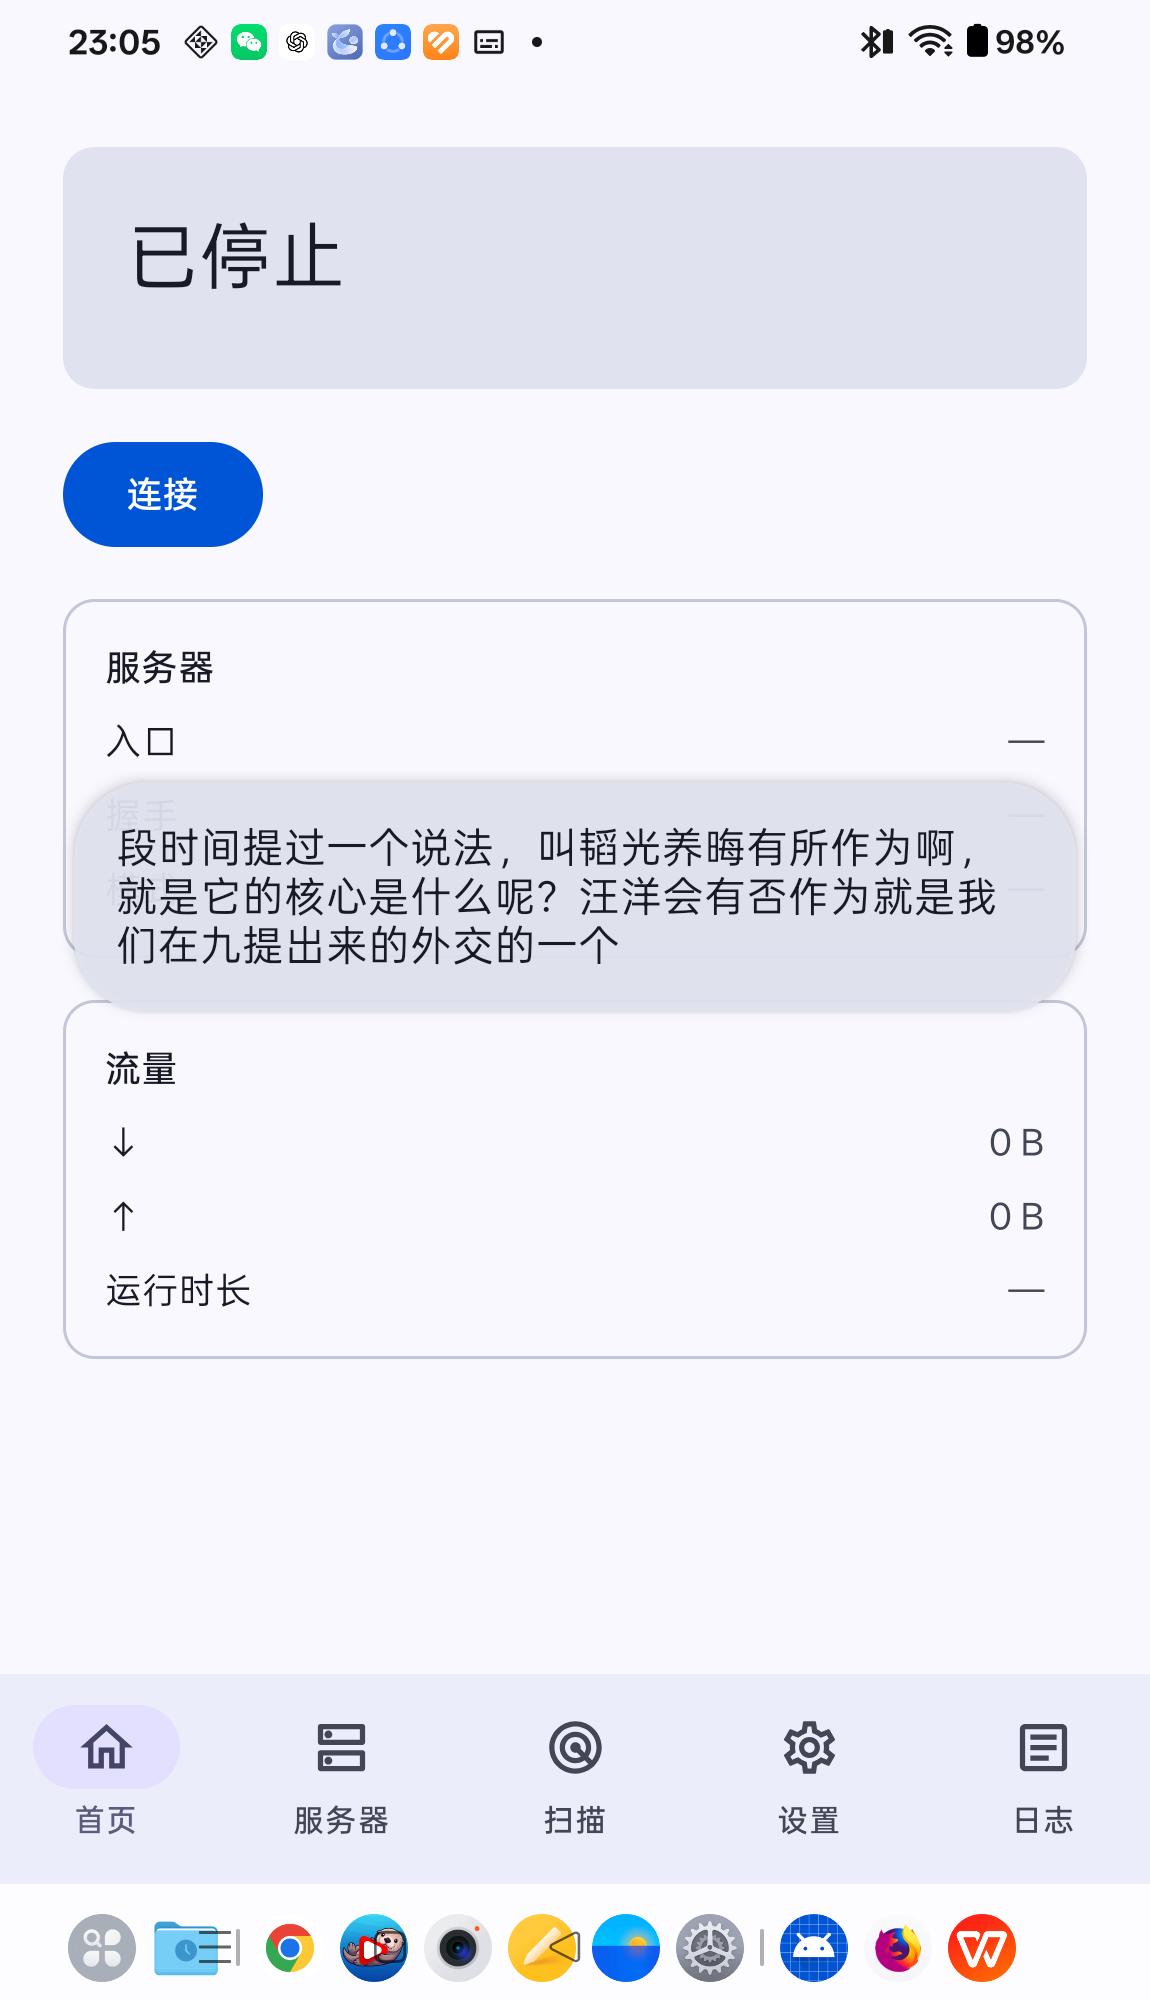 23:05
98%
已停止
连接
服务器
入口 —
握手 —
段时间提过一个说法，叫韬光养晦有所作为啊，
就是它的核心是什么呢？汪洋会有否作为就是我
们在九提出来的外交的一个
流量
↓ 0 B
↑ 0 B
运行时长 —
首页 服务器 扫描 设置 日志